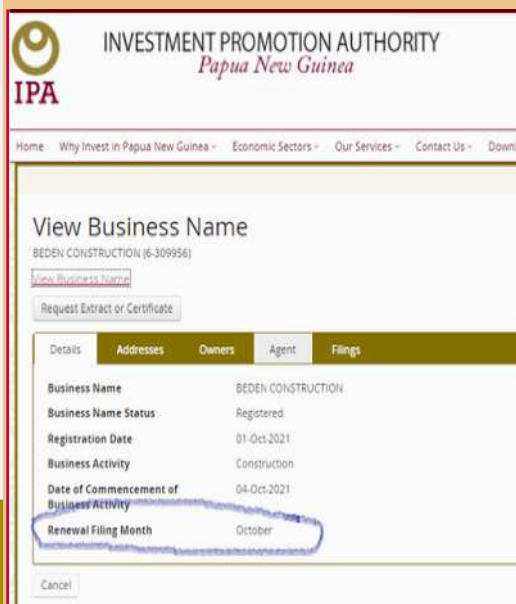 INVESTMENT PROMOTION AUTHORITY
Papua New Guinea
IPA
Home Why Invest in Papua New Guinea Economic Sectors Our Services Contact Us Down
View Business Name
BEDEN CONSTRUCTION (6-309956)
View Business Name
Request Extract or Certificate
Details Addresses Owners Agent Filings
Business Name BEDEN CONSTRUCTION
Business Name Status Registered
Registration Date 01-Oct-2021
Business Activity Construction
Date of Commencement of 04-Oct-2021
Business Activity
Renewal Filing Month October
Cancel